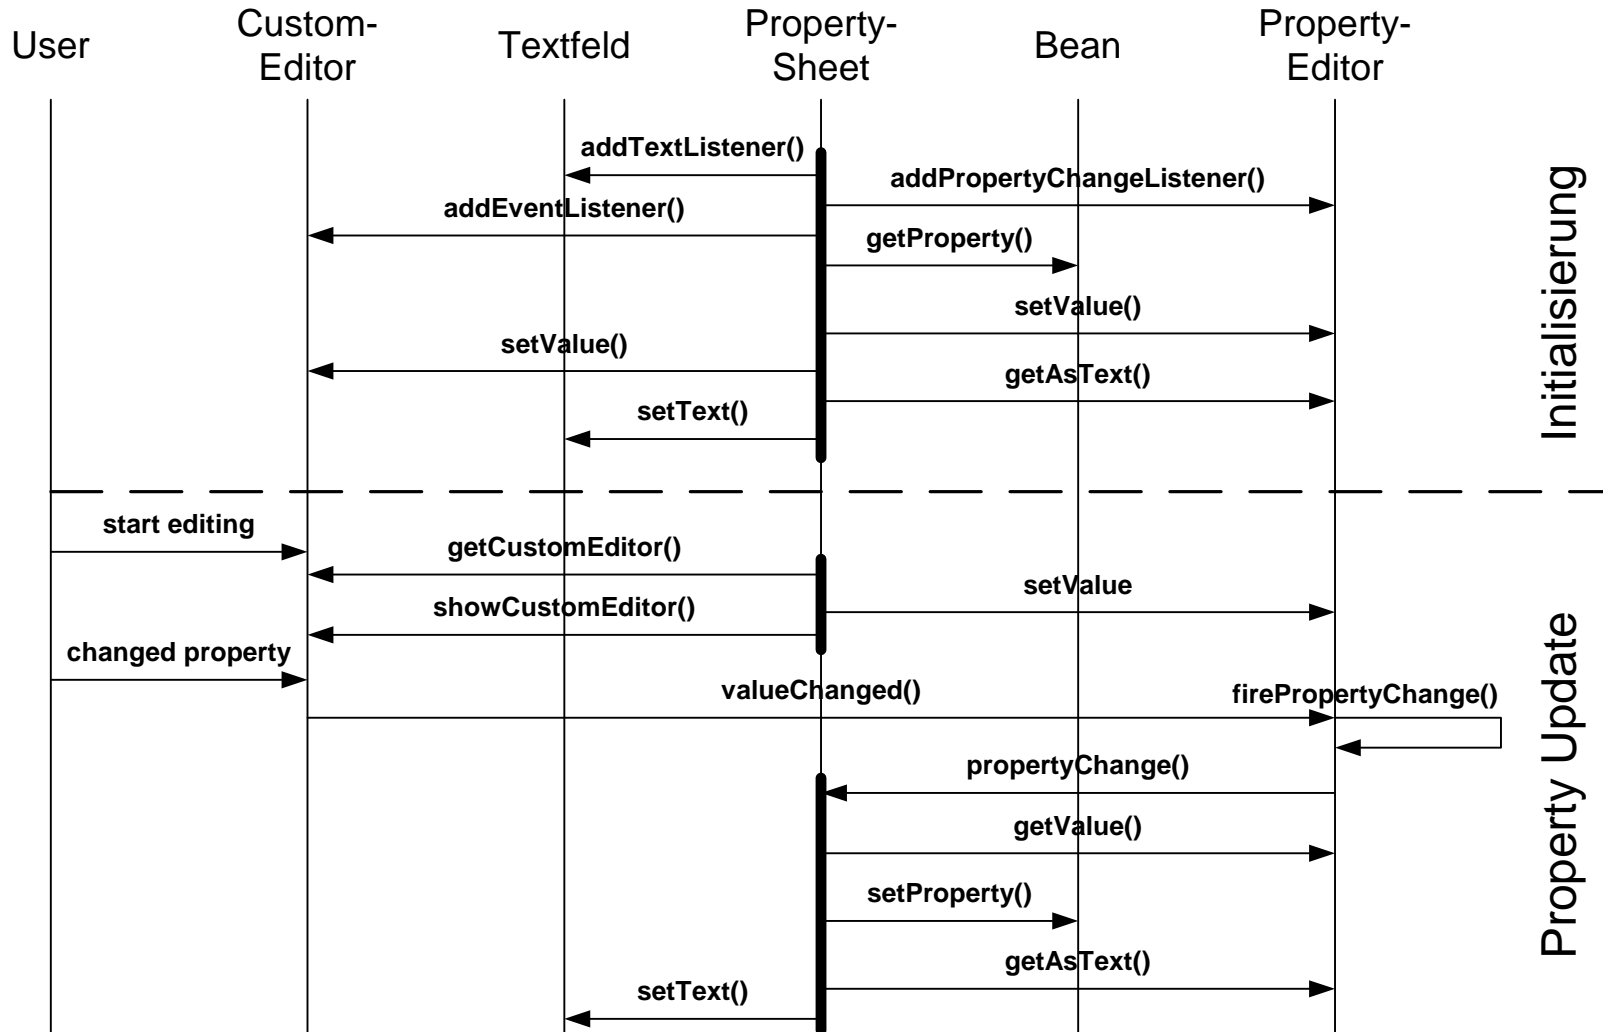 User
Custom-
Editor
Textfeld
Property-
Sheet
Bean
Property-
Editor
addTextListener()
addPropertyChangeListener()
addEventListener()
getProperty()
setValue()
setValue()
getAsText()
setText()
Initialisierung
start editing
getCustomEditor()
setValue
showCustomEditor()
changed property
valueChanged()
firePropertyChange()
propertyChange()
getValue()
setProperty()
getAsText()
setText()
Property Update